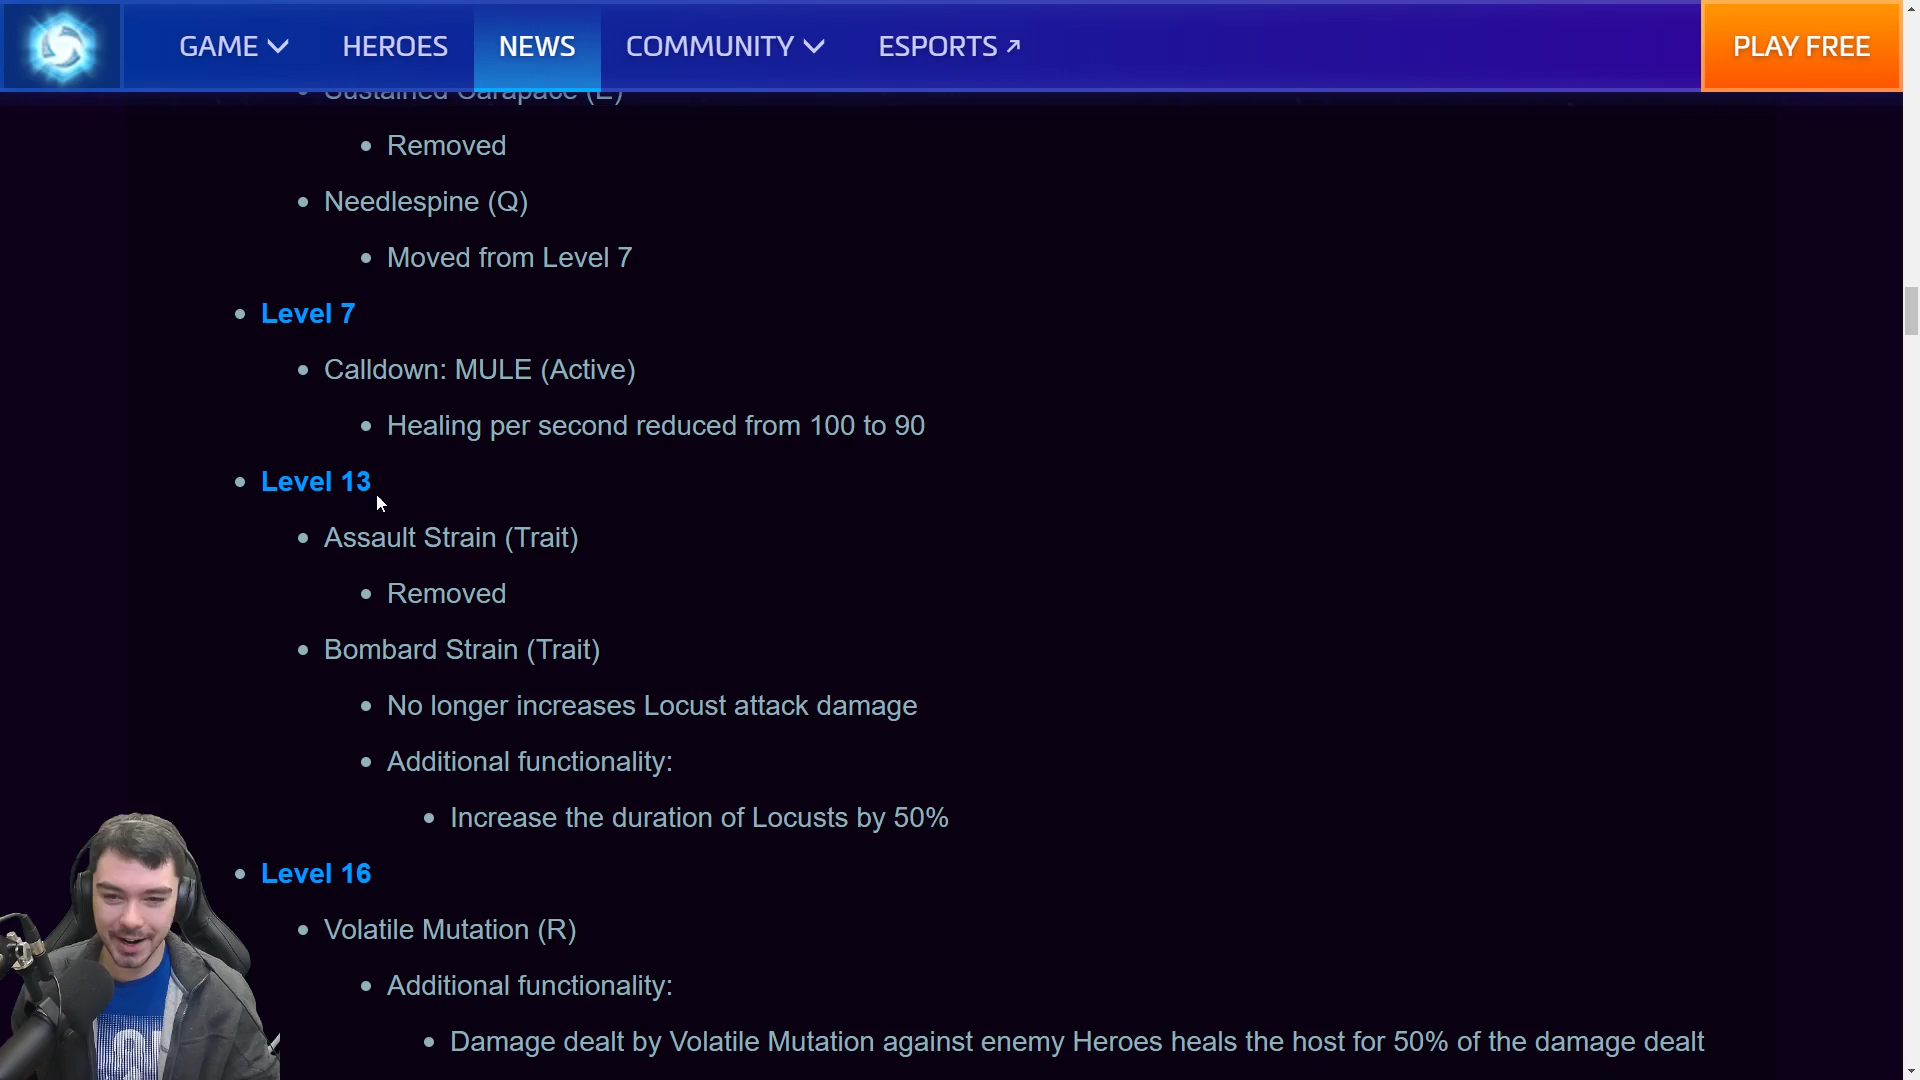 GAME
HEROES
NEWS
COMMUNITY
ESPORTS
PLAY FREE
Sustained Carapace (E)
Removed
Needlespine (Q)
Moved from Level 7
Level 7
Calldown: MULE (Active)
Healing per second reduced from 100 to 90
Level 13
Assault Strain (Trait)
Removed
Bombard Strain (Trait)
No longer increases Locust attack damage
Additional functionality:
Increase the duration of Locusts by 50%
Level 16
Volatile Mutation (R)
Additional functionality:
Damage dealt by Volatile Mutation against enemy Heroes heals the host for 50% of the damage dealt